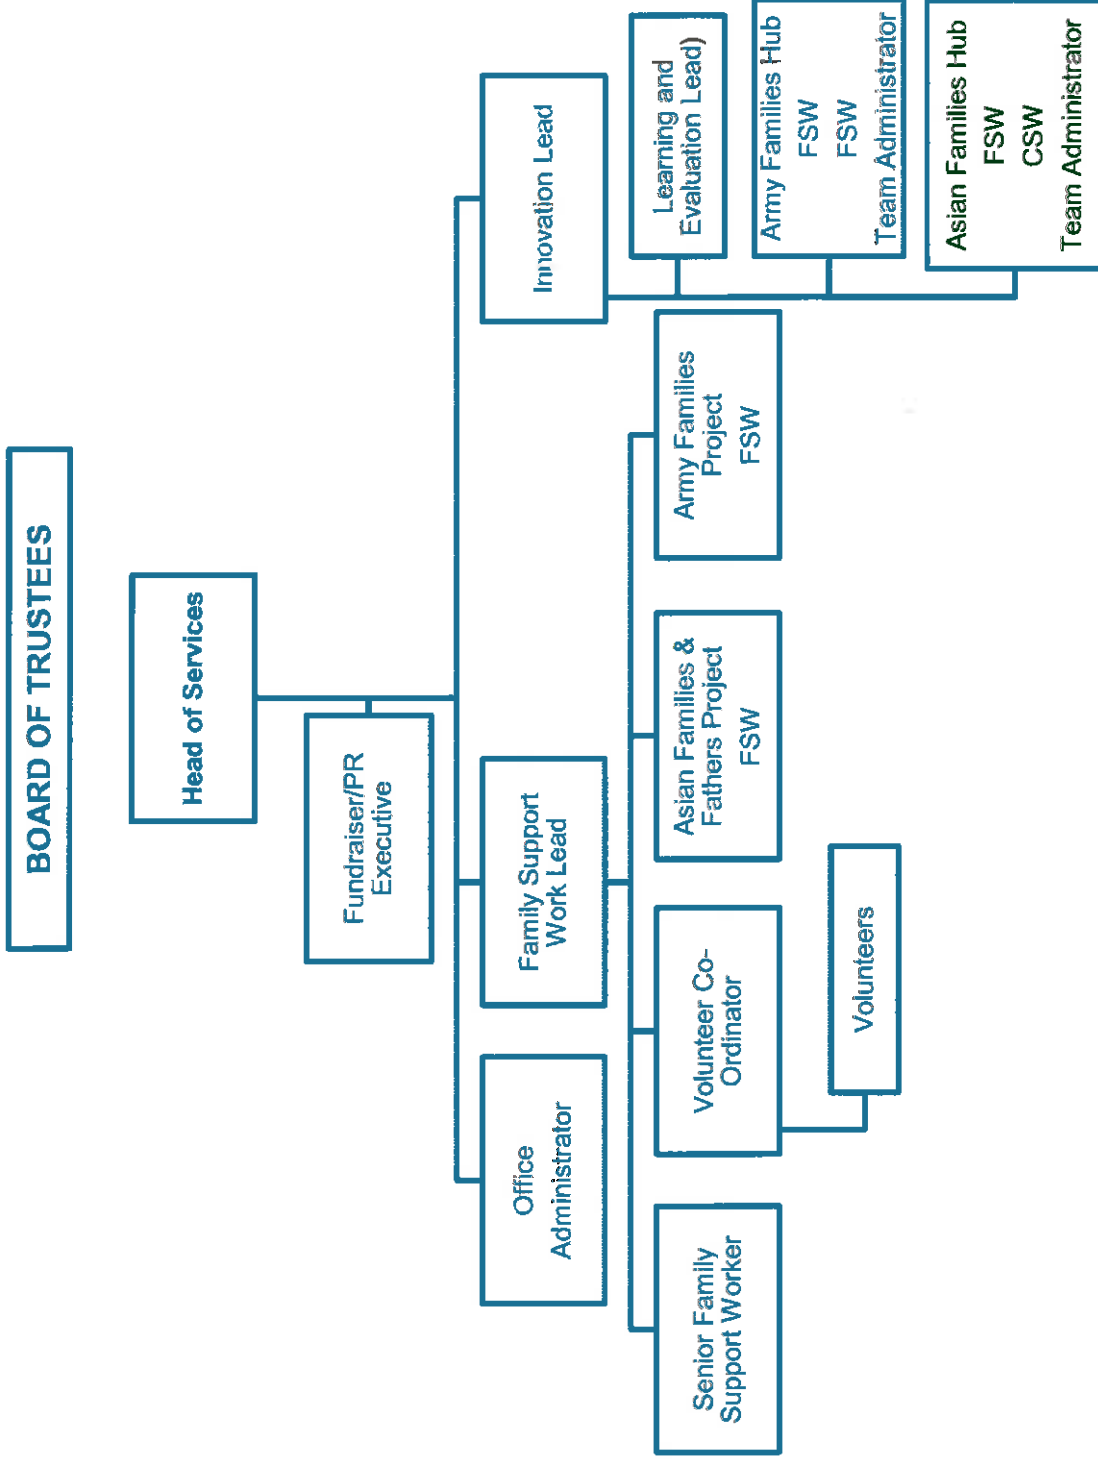 BOARD OF TRUSTEES
Head of Services
Fundraiser/PR
Executive
Office
Administrator
Family Support
Work Lead
Innovation Lead
Senior Family
Support Worker
Volunteer Co-
Ordinator
Asian Families &
Fathers Project
FSW
Army Families
Project
FSW
Volunteers
Learning and
Evaluation Lead)
Army Families Hub
FSW
FSW
Team Administrator
Asian Families Hub
FSW
CSW
Team Administrator